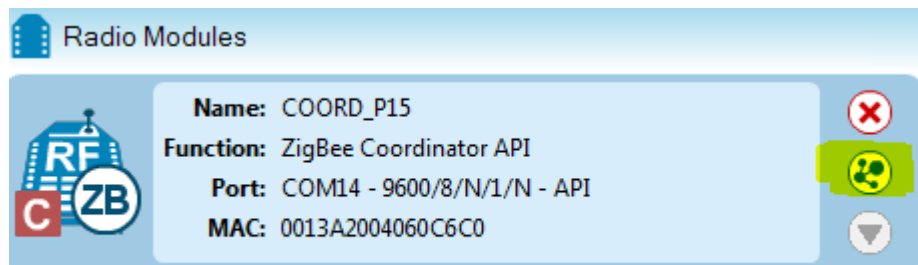 Radio Modules
Name: COORD_P15
Function: ZigBee Coordinator API
Port: COM14 - 9600/8/N/1/N - API
MAC: 0013A2004060C6C0
RF
C
ZB